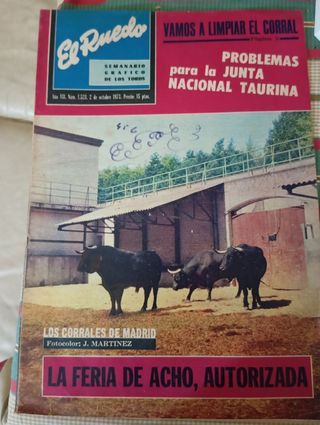 El Ruedo
SEMANARIO
GRAFICO
DE LOS TOROS
VAMOS A LIMPIAR EL CORRAL
PROBLEMAS
para la JUNTA
NACIONAL TAURINA
LOS CORRALES DE MADRID
Fotocolor: J. MARTINEZ
LA FERIA DE ACHO, AUTORIZADA